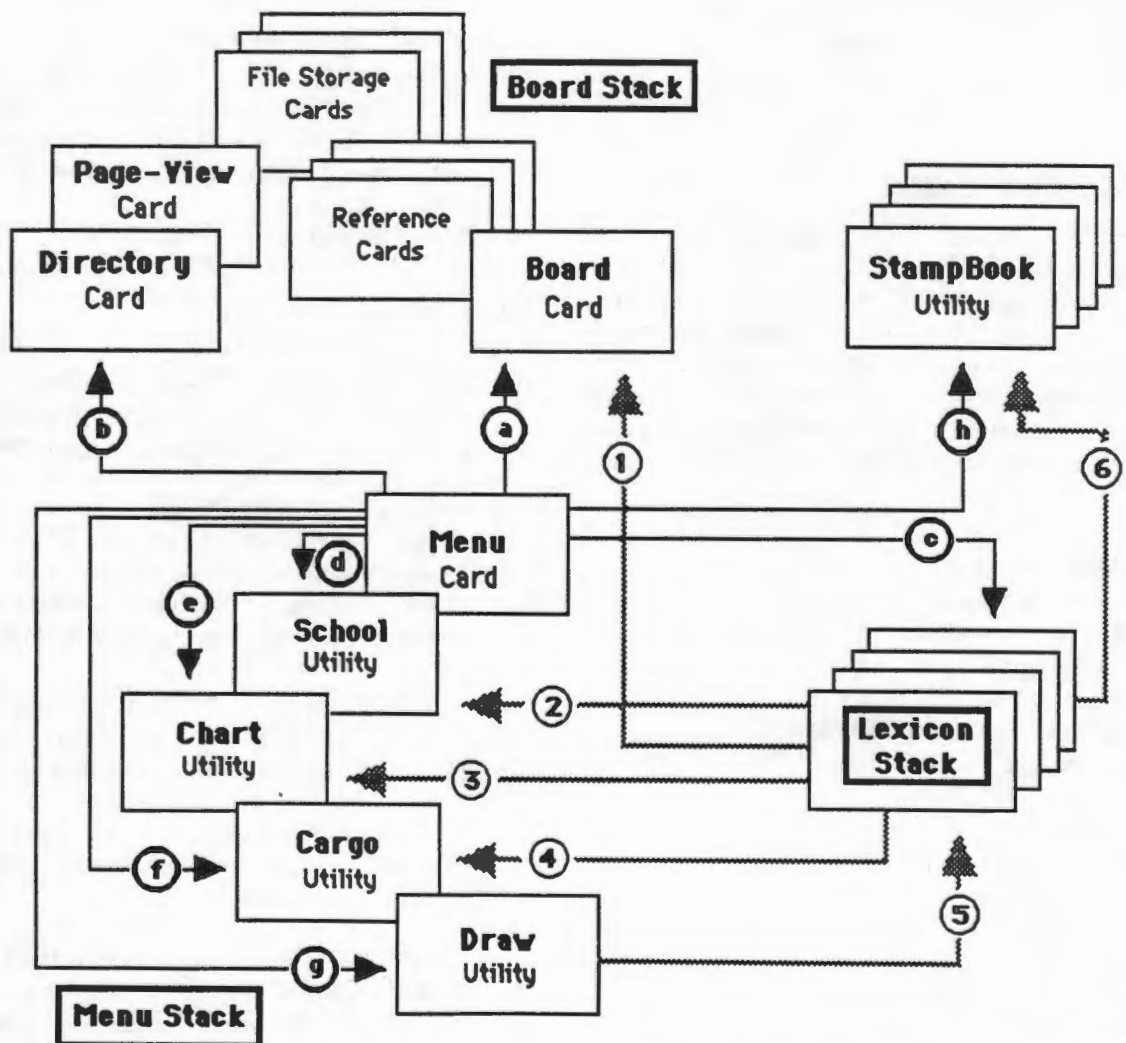 File Storage
Cards
Board Stack
Page-View
Card
Reference
Cards
Directory
Card
Board
Card
StampBook
Utility
b
a
h
1
6
Menu
Card
c
d
e
School
Utility
2
Chart
Utility
Lexicon
Stack
3
Cargo
Utility
4
f
5
Draw
Utility
g
Menu Stack